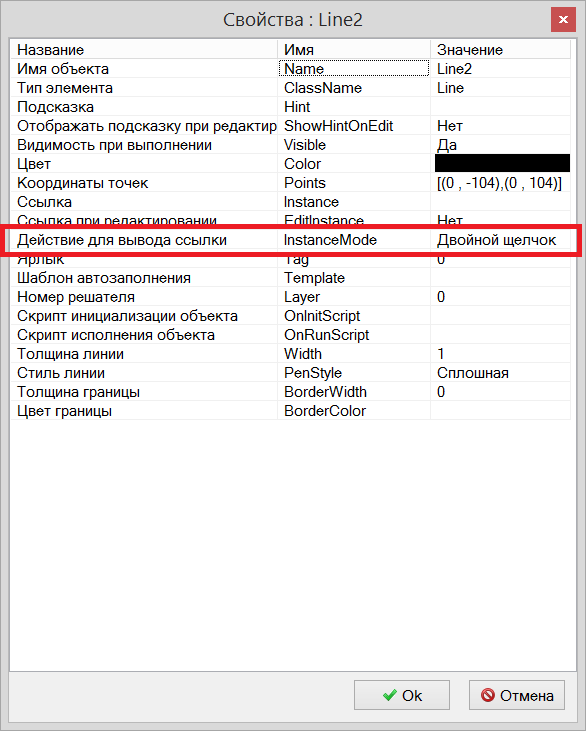 Свойства : Line2
Название Имя Значение
Имя объекта Name Line2
Тип элемента ClassName Line
Подсказка Hint
Отображать подсказку при редактир ShowHintOnEdit Нет
Видимость при выполнении Visible Да
Цвет Color
Координаты точек Points [(0 , -104),(0 , 104)]
Ссылка Instance
Ссылка при редактировании EditInstance Нет
Действие для вывода ссылки InstanceMode Двойной щелчок
Ярлык Tag 0
Шаблон автозаполнения Template
Номер решателя Layer 0
Скрипт инициализации объекта OnInitScript
Скрипт исполнения объекта OnRunScript
Толщина линии Width 1
Стиль линии PenStyle Сплошная
Толщина границы BorderWidth 0
Цвет границы BorderColor
Ok Отмена